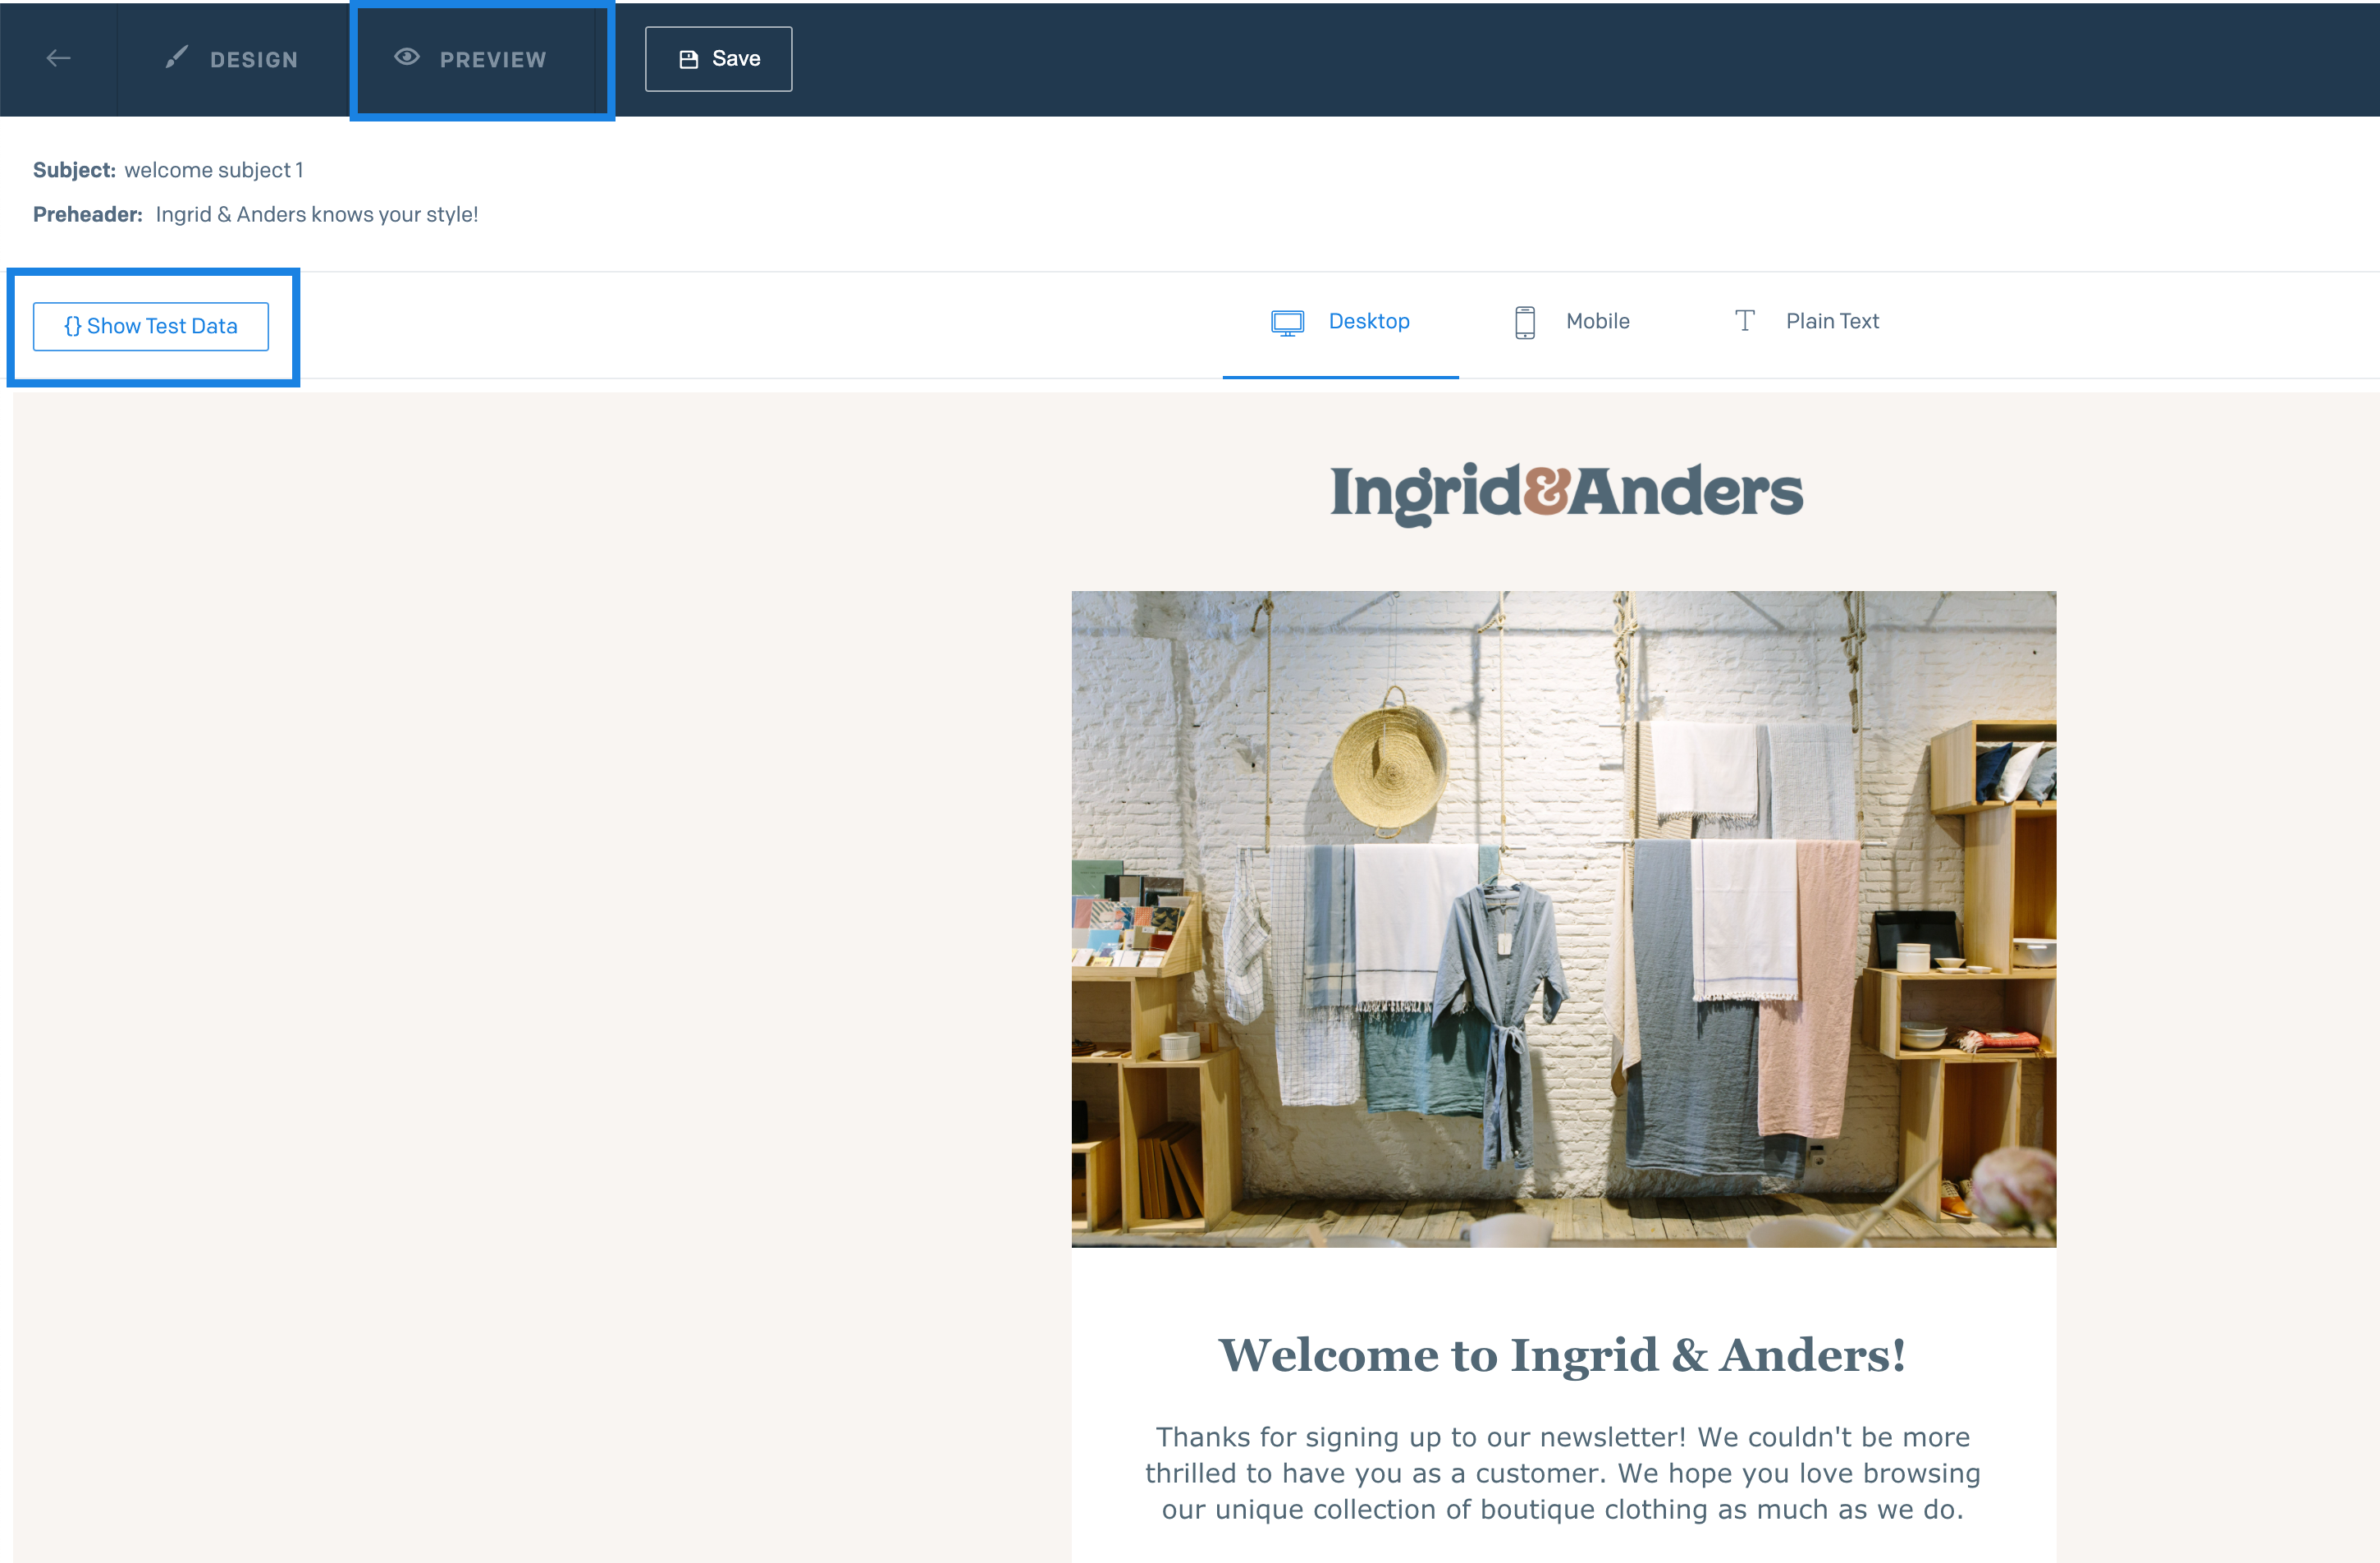 DESIGN
PREVIEW
Save
Subject: welcome subject 1
Preheader: Ingrid & Anders knows your style!
{} Show Test Data
Desktop
Mobile
Plain Text
Ingrid&Anders
Welcome to Ingrid & Anders!
Thanks for signing up to our newsletter! We couldn't be more
thrilled to have you as a customer. We hope you love browsing
our unique collection of boutique clothing as much as we do.